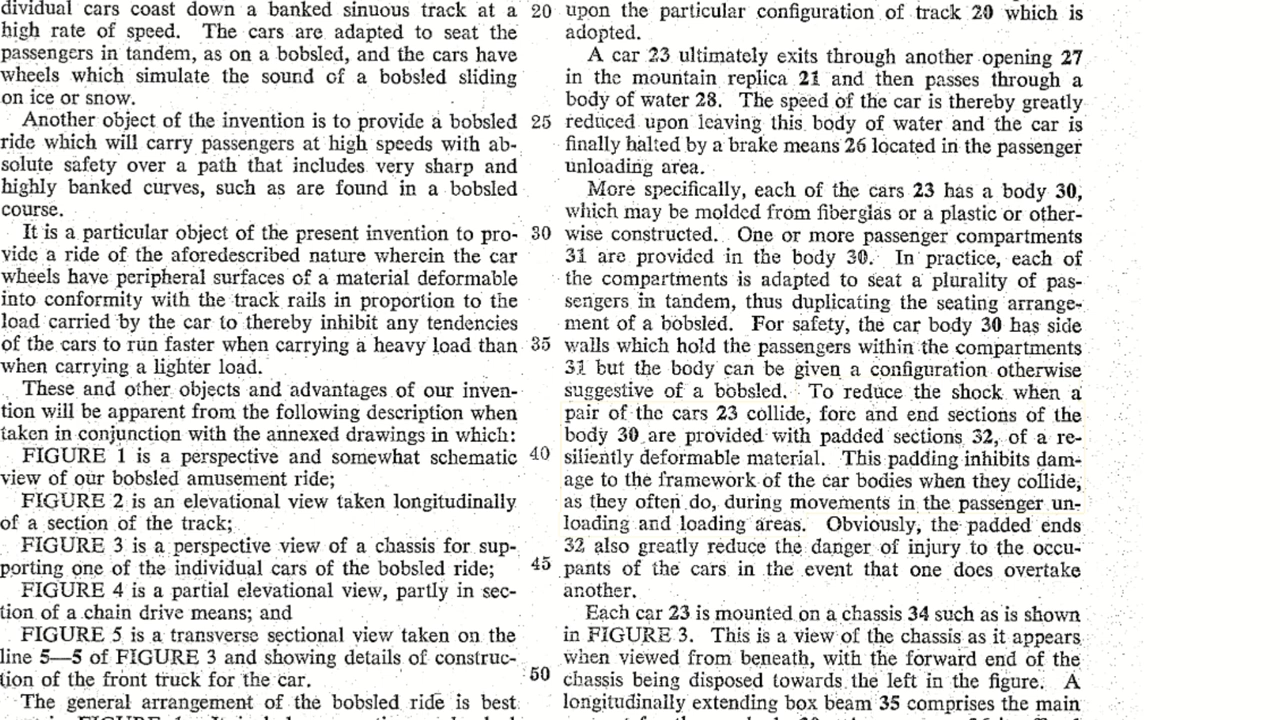 dividual cars coast down a banked sinuous track at a
high rate of speed. The cars are adapted to seat the
passengers in tandem, as on a bobsled, and the cars have
wheels which simulate the sound of a bobsled sliding
on ice or snow.
Another object of the invention is to provide a bobsled
ride which will carry passengers at high speeds with ab-
solute safety over a path that includes very sharp and
highly banked curves, such as are found in a bobsled
course.
It is a particular object of the present invention to pro-
vide a ride of the aforedescribed nature wherein the car
wheels have peripheral surfaces of a material deformable
into conformity with the track rails in proportion to the
load carried by the car to thereby inhibit any tendencies
of the cars to run faster when carrying a heavy load than
when carrying a lighter load.
These and other objects and advantages of our inven-
tion will be apparent from the following description when
taken in conjunction with the annexed drawings in which:
FIGURE 1 is a perspective and somewhat schematic
view of our bobsled amusement ride;
FIGURE 2 is an elevational view taken longitudinally
of a section of the track;
FIGURE 3 is a perspective view of a chassis for sup-
porting one of the individual cars of the bobsled ride;
FIGURE 4 is a partial elevational view, partly in sec-
tion of a chain drive means; and
FIGURE 5 is a transverse sectional view taken on the
line 5—5 of FIGURE 3 and showing details of construc-
tion of the front truck for the car.
The general arrangement of the bobsled ride is best
20
25
30
35
40
45
50
upon the particular configuration of track 20 which is
adopted.
A car 23 ultimately exits through another opening 27
in the mountain replica 21 and then passes through a
body of water 28. The speed of the car is thereby greatly
reduced upon leaving this body of water and the car is
finally halted by a brake means 26 located in the passenger
unloading area.
More specifically, each of the cars 23 has a body 30,
which may be molded from fiberglas or a plastic or other-
wise constructed. One or more passenger compartments
31 are provided in the body 30. In practice, each of
the compartments is adapted to seat a plurality of pas-
sengers in tandem, thus duplicating the seating arrange-
ment of a bobsled. For safety, the car body 30 has side
walls which hold the passengers within the compartments
31 but the body can be given a configuration otherwise
suggestive of a bobsled. To reduce the shock when a
pair of the cars 23 collide, fore and end sections of the
body 30 are provided with padded sections 32, of a re-
siliently deformable material. This padding inhibits dam-
age to the framework of the car bodies when they collide,
as they often do, during movements in the passenger un-
loading and loading areas. Obviously, the padded ends
32 also greatly reduce the danger of injury to the occu-
pants of the cars in the event that one does overtake
another.
Each car 23 is mounted on a chassis 34 such as is shown
in FIGURE 3. This is a view of the chassis as it appears
when viewed from beneath, with the forward end of the
chassis being disposed towards the left in the figure. A
longitudinally extending box beam 35 comprises the main